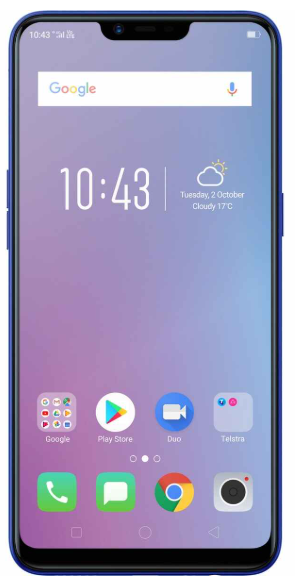 10:43
Google
10:43
Tuesday, 2 October
Cloudy 17°C
Google
Play Store
Duo
Telstra